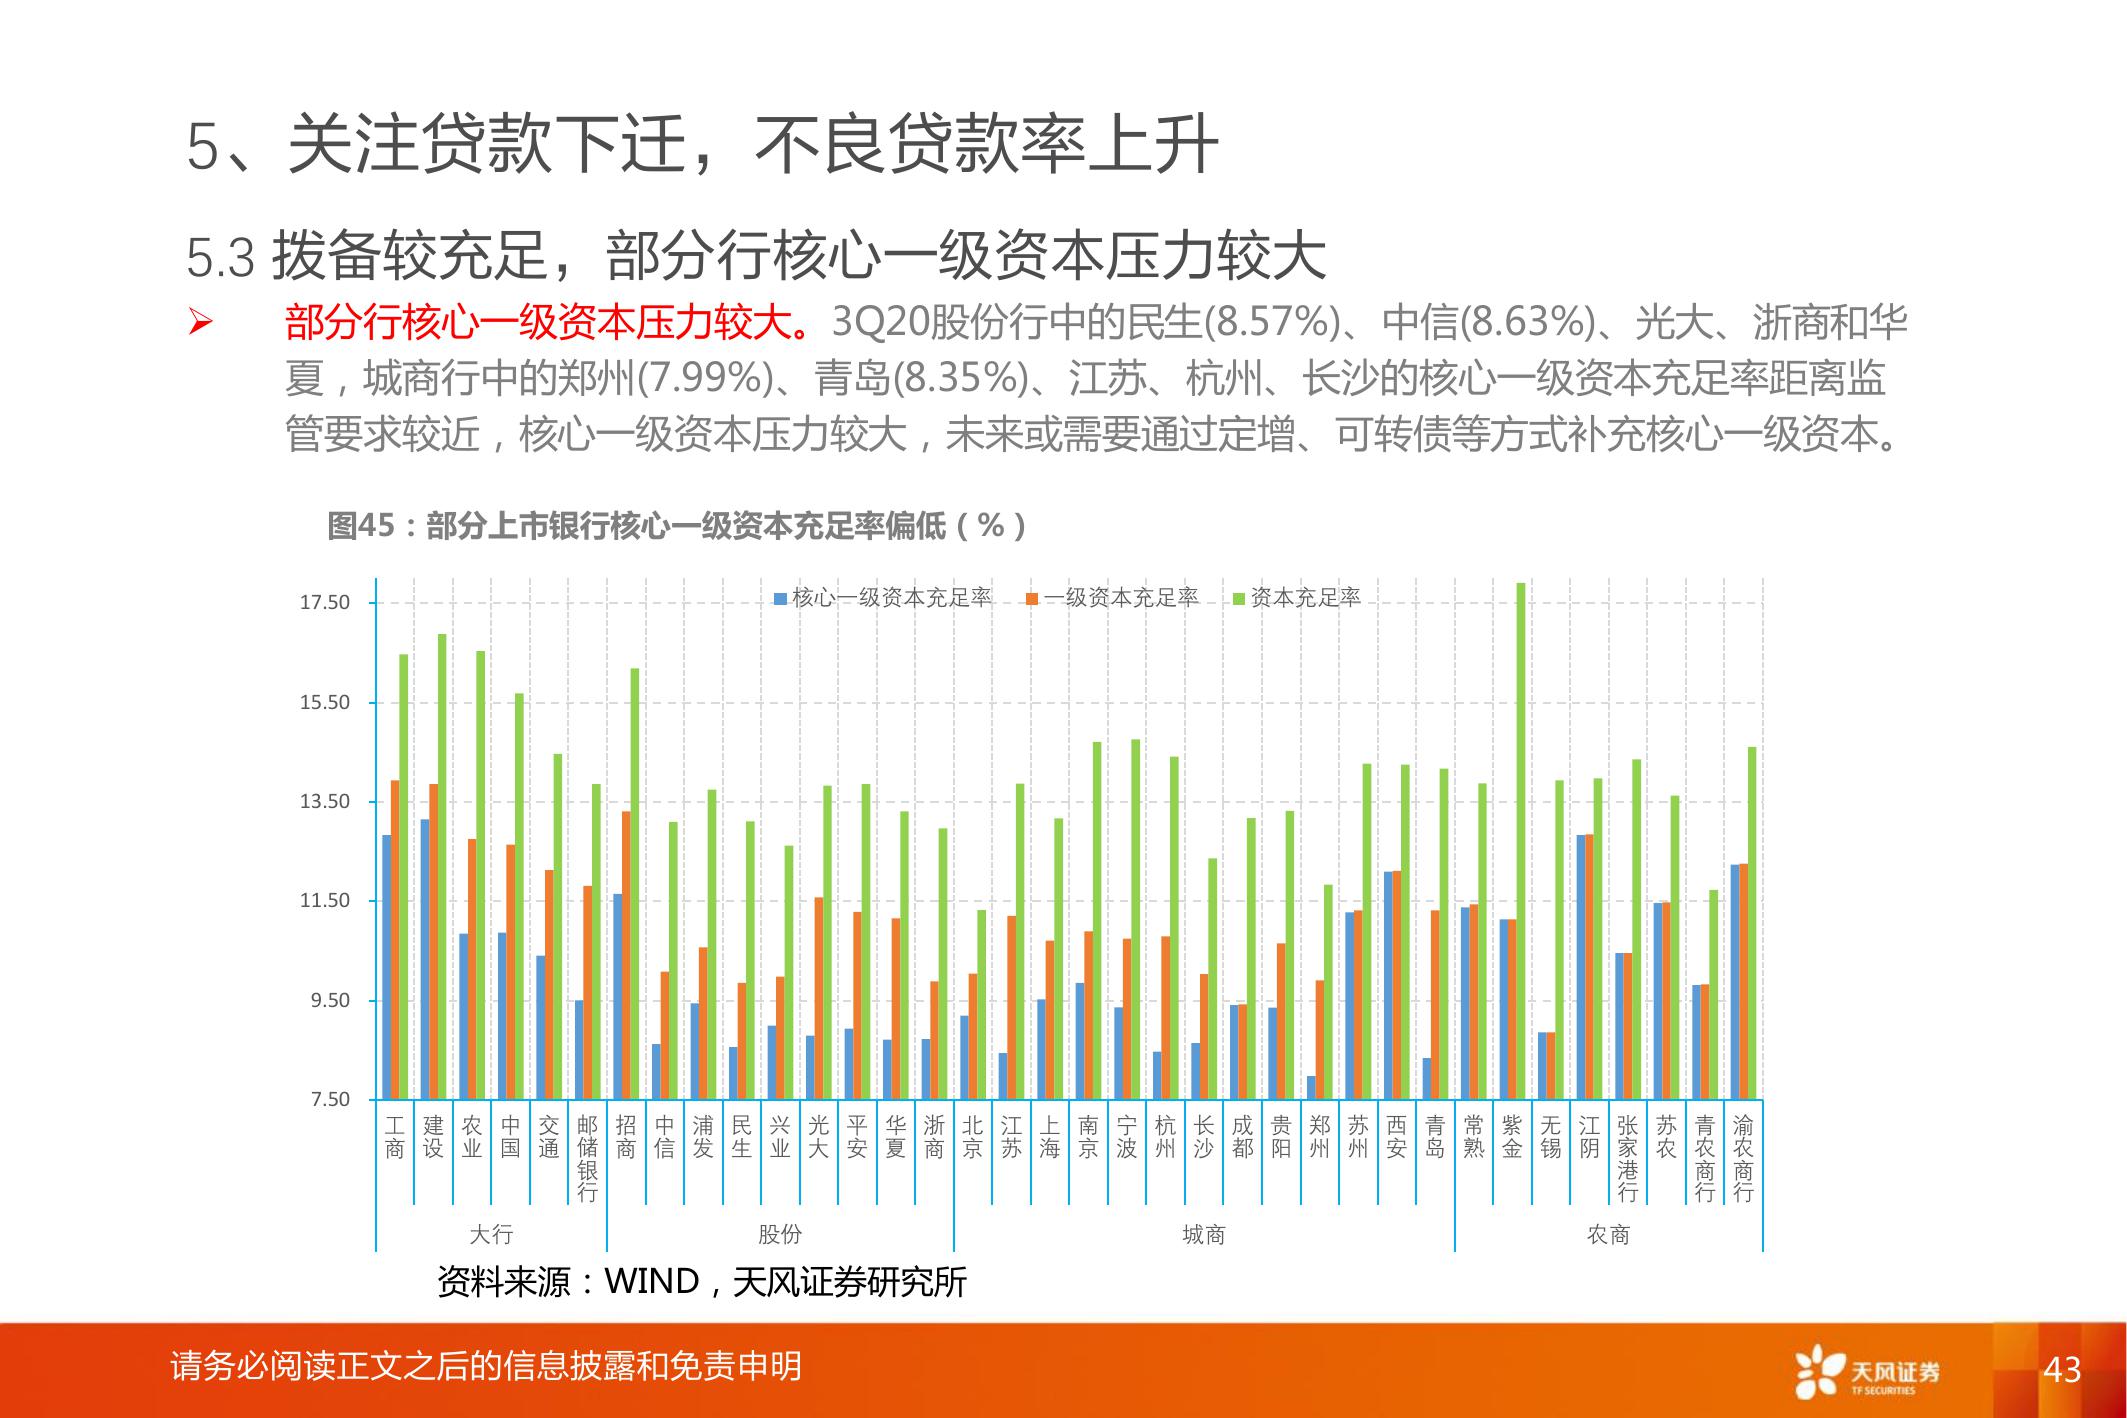 5、关注贷款下迁，不良贷款率上升
5.3 拨备较充足，部分行核心一级资本压力较大
部分行核心一级资本压力较大。3Q20股份行中的民生(8.57%)、中信(8.63%)、光大、浙商和华
夏，城商行中的郑州(7.99%)、青岛(8.35%)、江苏、杭州、长沙的核心一级资本充足率距离监
管要求较近，核心一级资本压力较大，未来或需要通过定增、可转债等方式补充核心一级资本。
图45：部分上市银行核心一级资本充足率偏低（%）
核心一级资本充足率 一级资本充足率 资本充足率
17.50
15.50
13.50
11.50
9.50
7.50
工商 建设 农业 中国 交通 邮储银行 招商 中信 浦发 民生 兴业 光大 平安 华夏 浙商 北京 江苏 上海 南京 宁波 杭州 长沙 成都 贵阳 郑州 苏州 西安 青岛 常熟 紫金 无锡 江阴 张家港行 苏农 青农商行 渝农商行
大行 股份 城商 农商
资料来源：WIND，天风证券研究所
请务必阅读正文之后的信息披露和免责申明
天风证券
TF SECURITIES
43